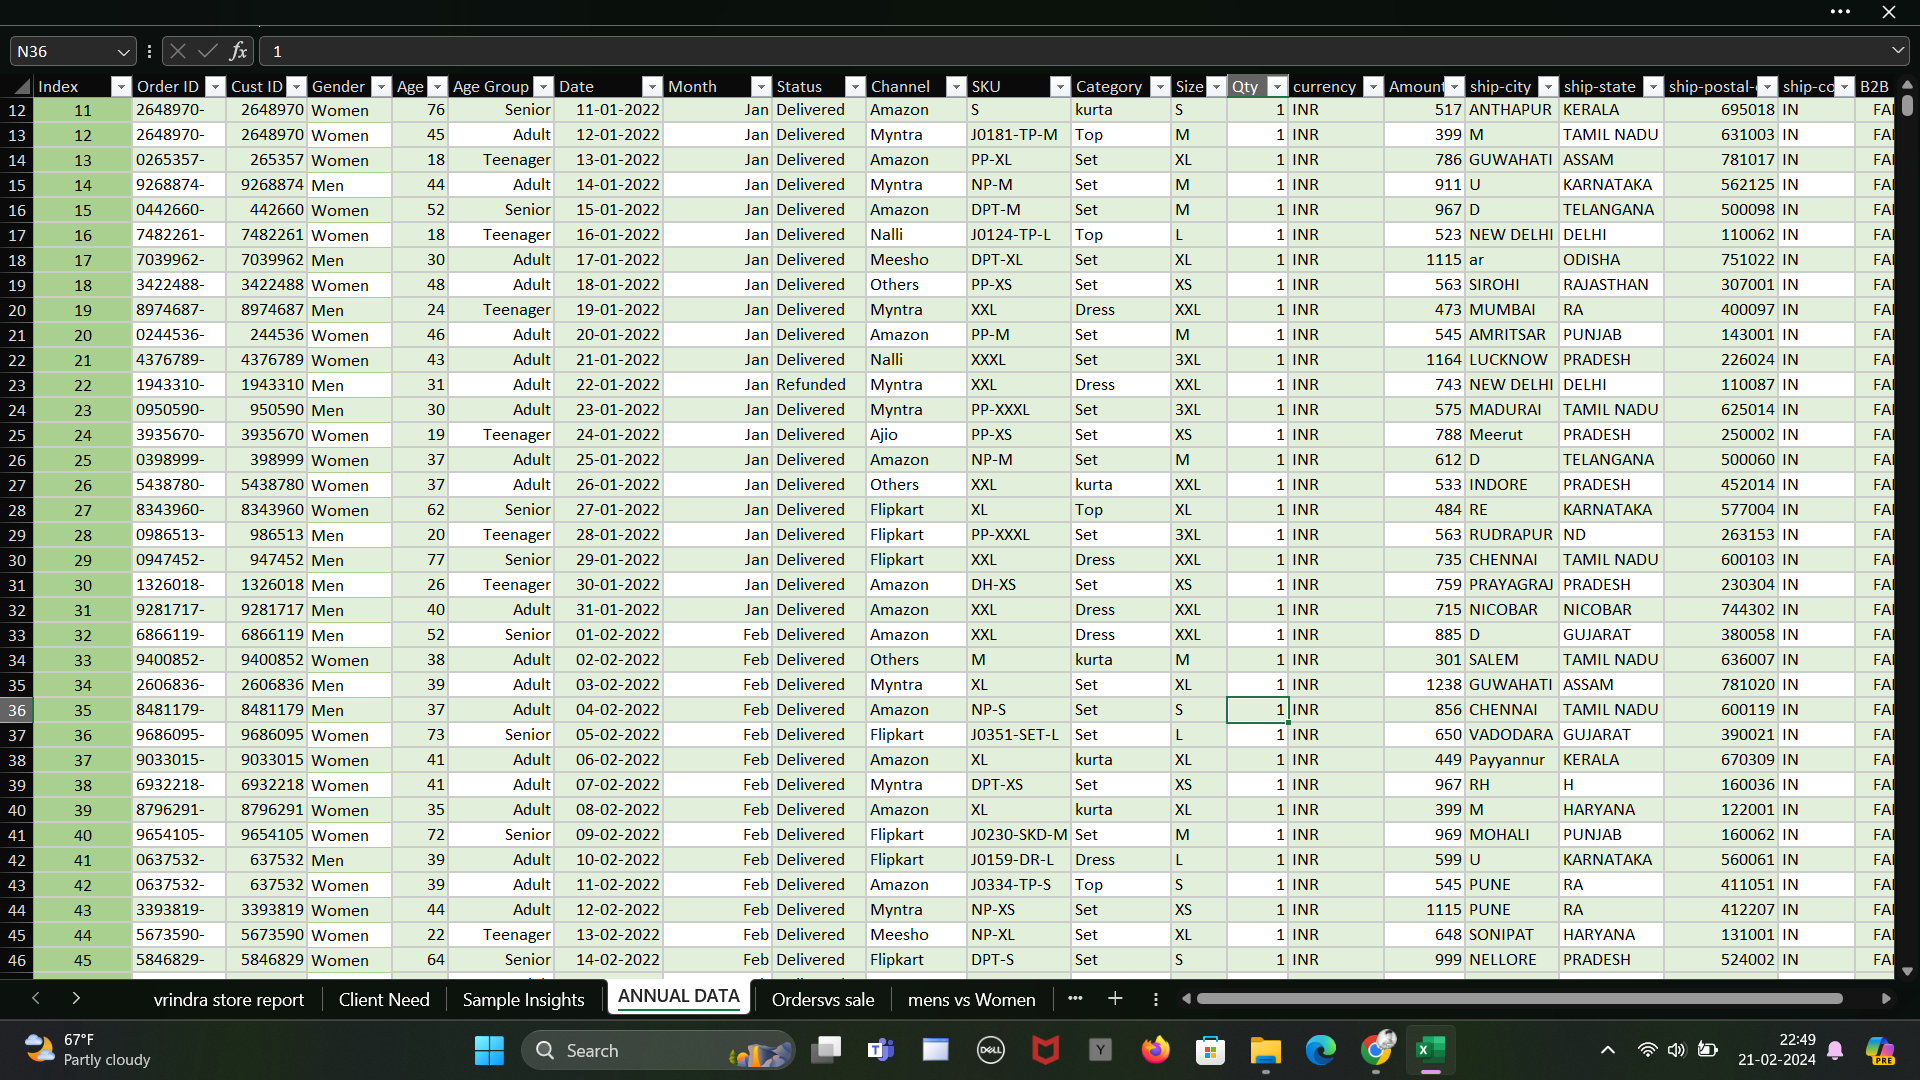 N36 fx 1
Index Order ID Cust ID Gender Age Age Group Date Month Status Channel SKU Category Size Qty currency Amount ship-city ship-state ship-postal- ship-co B2B
12 11 2648970- 2648970 Women 76 Senior 11-01-2022 Jan Delivered Amazon S kurta S 1 INR 517 ANTHAPUR KERALA 695018 IN FAI
13 12 2648970- 2648970 Women 45 Adult 12-01-2022 Jan Delivered Myntra J0181-TP-M Top M 1 INR 399 M TAMIL NADU 631003 IN FAI
14 13 0265357- 265357 Women 18 Teenager 13-01-2022 Jan Delivered Amazon PP-XL Set XL 1 INR 786 GUWAHATI ASSAM 781017 IN FAI
15 14 9268874- 9268874 Men 44 Adult 14-01-2022 Jan Delivered Myntra NP-M Set M 1 INR 911 U KARNATAKA 562125 IN FAI
16 15 0442660- 442660 Women 52 Senior 15-01-2022 Jan Delivered Amazon DPT-M Set M 1 INR 967 D TELANGANA 500098 IN FAI
17 16 7482261- 7482261 Women 18 Teenager 16-01-2022 Jan Delivered Nalli J0124-TP-L Top L 1 INR 523 NEW DELHI DELHI 110062 IN FAI
18 17 7039962- 7039962 Men 30 Adult 17-01-2022 Jan Delivered Meesho DPT-XL Set XL 1 INR 1115 ar ODISHA 751022 IN FAI
19 18 3422488- 3422488 Women 48 Adult 18-01-2022 Jan Delivered Others PP-XS Set XS 1 INR 563 SIROHI RAJASTHAN 307001 IN FAI
20 19 8974687- 8974687 Men 24 Teenager 19-01-2022 Jan Delivered Myntra XXL Dress XXL 1 INR 473 MUMBAI RA 400097 IN FAI
21 20 0244536- 244536 Women 46 Adult 20-01-2022 Jan Delivered Amazon PP-M Set M 1 INR 545 AMRITSAR PUNJAB 143001 IN FAI
22 21 4376789- 4376789 Women 43 Adult 21-01-2022 Jan Delivered Nalli XXXL Set 3XL 1 INR 1164 LUCKNOW PRADESH 226024 IN FAI
23 22 1943310- 1943310 Men 31 Adult 22-01-2022 Jan Refunded Myntra XXL Dress XXL 1 INR 743 NEW DELHI DELHI 110087 IN FAI
24 23 0950590- 950590 Men 30 Adult 23-01-2022 Jan Delivered Myntra PP-XXXL Set 3XL 1 INR 575 MADURAI TAMIL NADU 625014 IN FAI
25 24 3935670- 3935670 Women 19 Teenager 24-01-2022 Jan Delivered Ajio PP-XS Set XS 1 INR 788 Meerut PRADESH 250002 IN FAI
26 25 0398999- 398999 Women 37 Adult 25-01-2022 Jan Delivered Amazon NP-M Set M 1 INR 612 D TELANGANA 500060 IN FAI
27 26 5438780- 5438780 Women 37 Adult 26-01-2022 Jan Delivered Others XXL kurta XXL 1 INR 533 INDORE PRADESH 452014 IN FAI
28 27 8343960- 8343960 Women 62 Senior 27-01-2022 Jan Delivered Flipkart XL Top XL 1 INR 484 RE KARNATAKA 577004 IN FAI
29 28 0986513- 986513 Men 20 Teenager 28-01-2022 Jan Delivered Flipkart PP-XXXL Set 3XL 1 INR 563 RUDRAPUR ND 263153 IN FAI
30 29 0947452- 947452 Men 77 Senior 29-01-2022 Jan Delivered Flipkart XXL Dress XXL 1 INR 735 CHENNAI TAMIL NADU 600103 IN FAI
31 30 1326018- 1326018 Men 26 Teenager 30-01-2022 Jan Delivered Amazon DH-XS Set XS 1 INR 759 PRAYAGRAJ PRADESH 230304 IN FAI
32 31 9281717- 9281717 Men 40 Adult 31-01-2022 Jan Delivered Amazon XXL Dress XXL 1 INR 715 NICOBAR NICOBAR 744302 IN FAI
33 32 6866119- 6866119 Men 52 Senior 01-02-2022 Feb Delivered Amazon XXL Dress XXL 1 INR 885 D GUJARAT 380058 IN FAI
34 33 9400852- 9400852 Women 38 Adult 02-02-2022 Feb Delivered Others M kurta M 1 INR 301 SALEM TAMIL NADU 636007 IN FAI
35 34 2606836- 2606836 Men 39 Adult 03-02-2022 Feb Delivered Myntra XL Set XL 1 INR 1238 GUWAHATI ASSAM 781020 IN FAI
36 35 8481179- 8481179 Men 37 Adult 04-02-2022 Feb Delivered Amazon NP-S Set S 1 INR 856 CHENNAI TAMIL NADU 600119 IN FAI
37 36 9686095- 9686095 Women 73 Senior 05-02-2022 Feb Delivered Flipkart J0351-SET-L Set L 1 INR 650 VADODARA GUJARAT 390021 IN FAI
38 37 9033015- 9033015 Women 41 Adult 06-02-2022 Feb Delivered Amazon XL kurta XL 1 INR 449 Payyannur KERALA 670309 IN FAI
39 38 6932218- 6932218 Women 41 Adult 07-02-2022 Feb Delivered Myntra DPT-XS Set XS 1 INR 967 RH H 160036 IN FAI
40 39 8796291- 8796291 Women 35 Adult 08-02-2022 Feb Delivered Amazon XL kurta XL 1 INR 399 M HARYANA 122001 IN FAI
41 40 9654105- 9654105 Women 72 Senior 09-02-2022 Feb Delivered Flipkart J0230-SKD-M Set M 1 INR 969 MOHALI PUNJAB 160062 IN FAI
42 41 0637532- 637532 Men 39 Adult 10-02-2022 Feb Delivered Flipkart J0159-DR-L Dress L 1 INR 599 U KARNATAKA 560061 IN FAI
43 42 0637532- 637532 Women 39 Adult 11-02-2022 Feb Delivered Amazon J0334-TP-S Top S 1 INR 545 PUNE RA 411051 IN FAI
44 43 3393819- 3393819 Women 44 Adult 12-02-2022 Feb Delivered Myntra NP-XS Set XS 1 INR 1115 PUNE RA 412207 IN FAI
45 44 5673590- 5673590 Women 22 Teenager 13-02-2022 Feb Delivered Meesho NP-XL Set XL 1 INR 648 SONIPAT HARYANA 131001 IN FAI
46 45 5846829- 5846829 Women 64 Senior 14-02-2022 Feb Delivered Flipkart DPT-S Set S 1 INR 999 NELLORE PRADESH 524002 IN FAI
vrindra store report Client Need Sample Insights ANNUAL DATA Ordersvs sale mens vs Women
67°F
Partly cloudy
Search
DELL
Y
X
PRE
22:49
21-02-2024